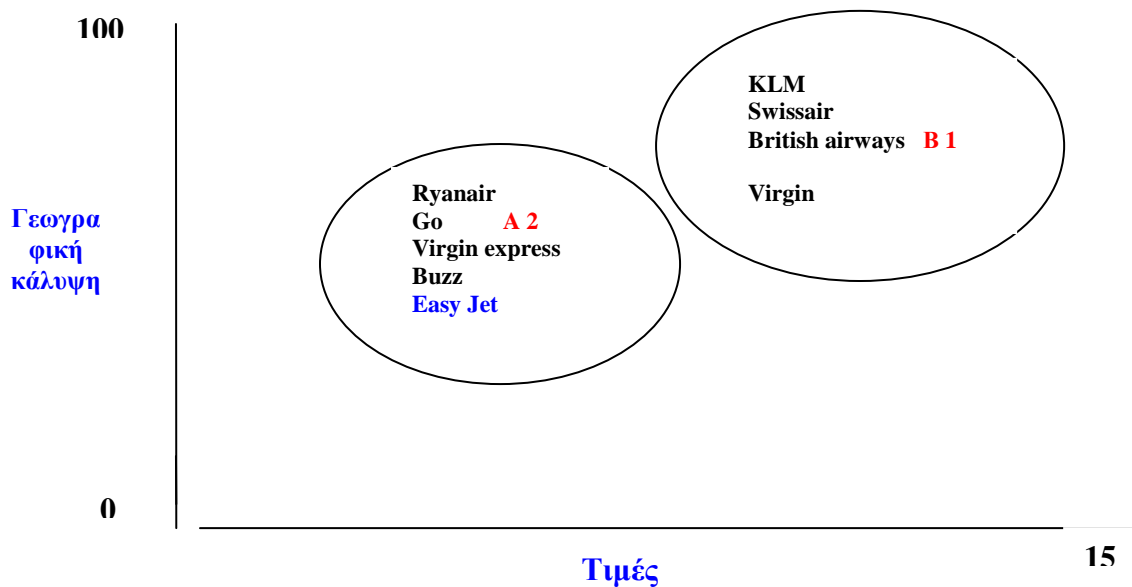 100
KLM
Swissair
British airways B 1
Virgin
Ryanair
Go A 2
Virgin express
Buzz
Easy Jet
Γεωγρα
φική
κάλυψη
0
15
Τιμές